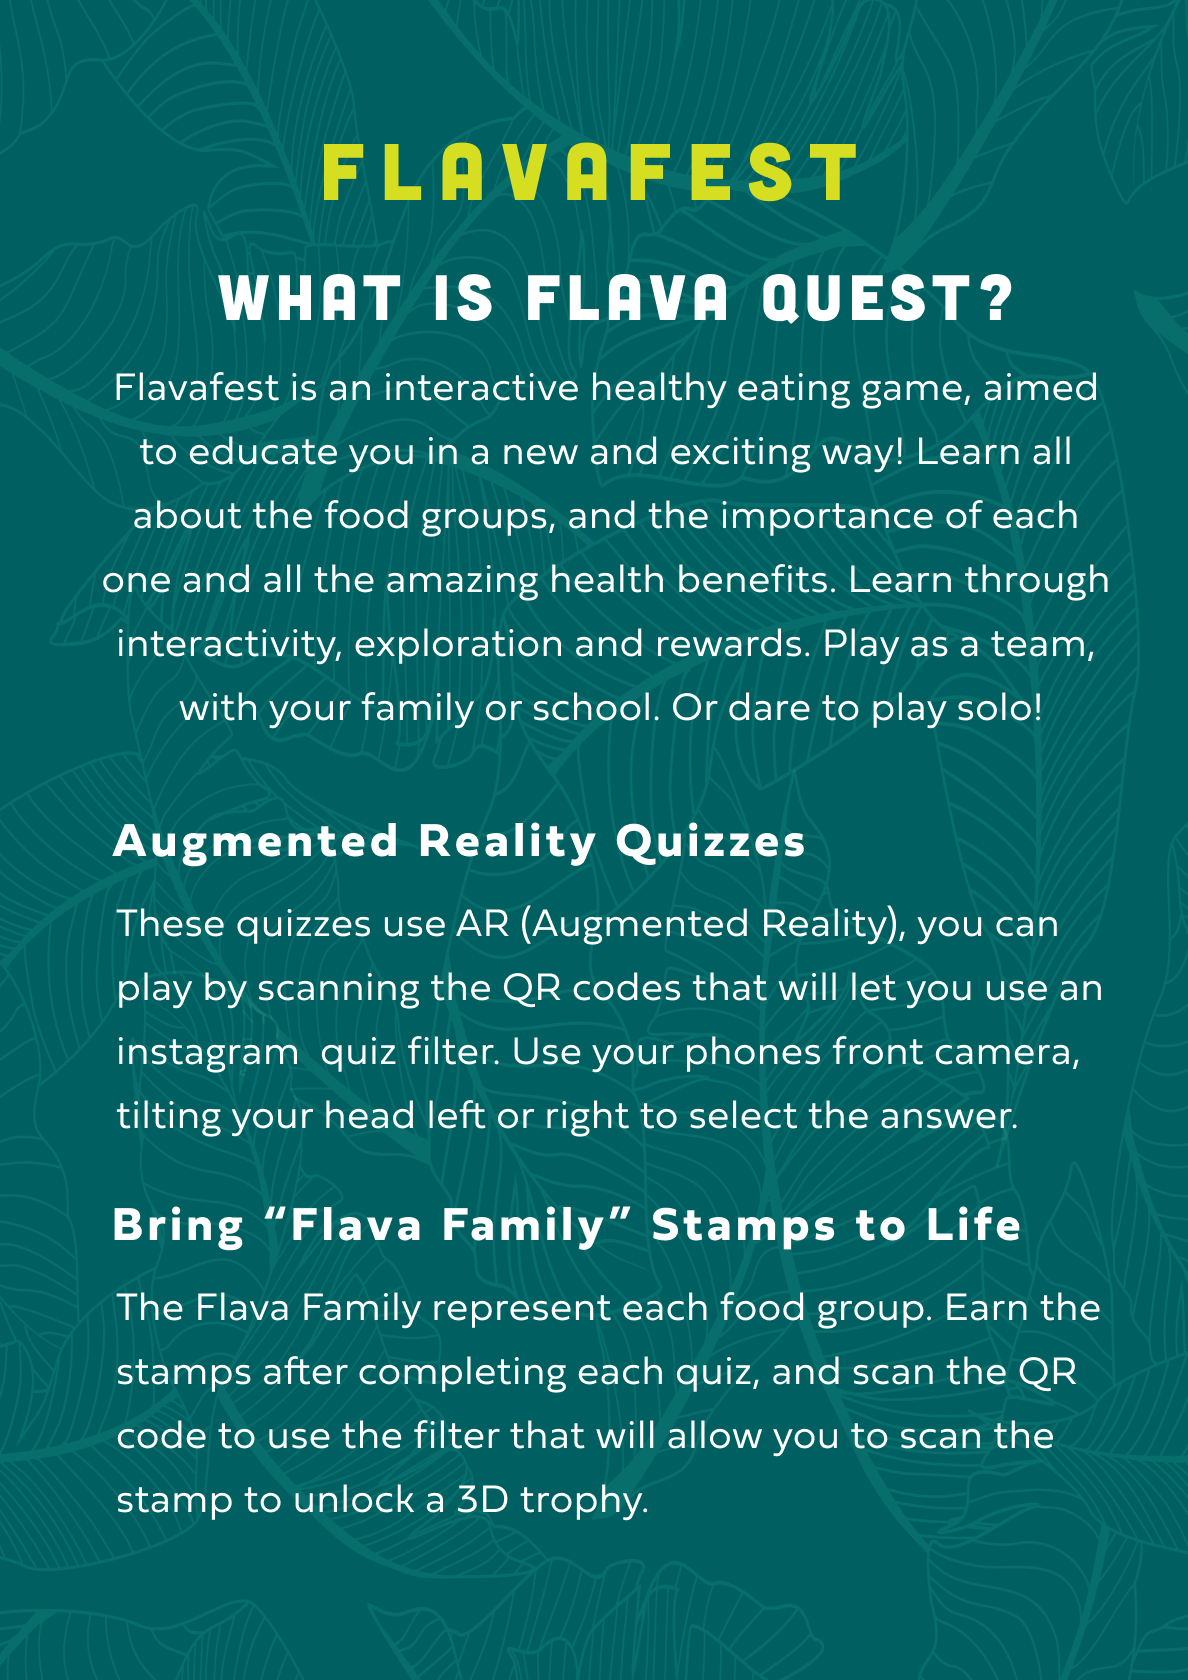 FLAVAFEST
WHAT IS FLAVA QUEST?
Flavafest is an interactive healthy eating game, aimed
to educate you in a new and exciting way! Learn all
about the food groups, and the importance of each
one and all the amazing health benefits. Learn through
interactivity, exploration and rewards. Play as a team,
with your family or school. Or dare to play solo!
Augmented Reality Quizzes
These quizzes use AR (Augmented Reality), you can
play by scanning the QR codes that will let you use an
instagram  quiz filter. Use your phones front camera,
tilting your head left or right to select the answer.
Bring “Flava Family” Stamps to Life
The Flava Family represent each food group. Earn the
stamps after completing each quiz, and scan the QR
code to use the filter that will allow you to scan the
stamp to unlock a 3D trophy.